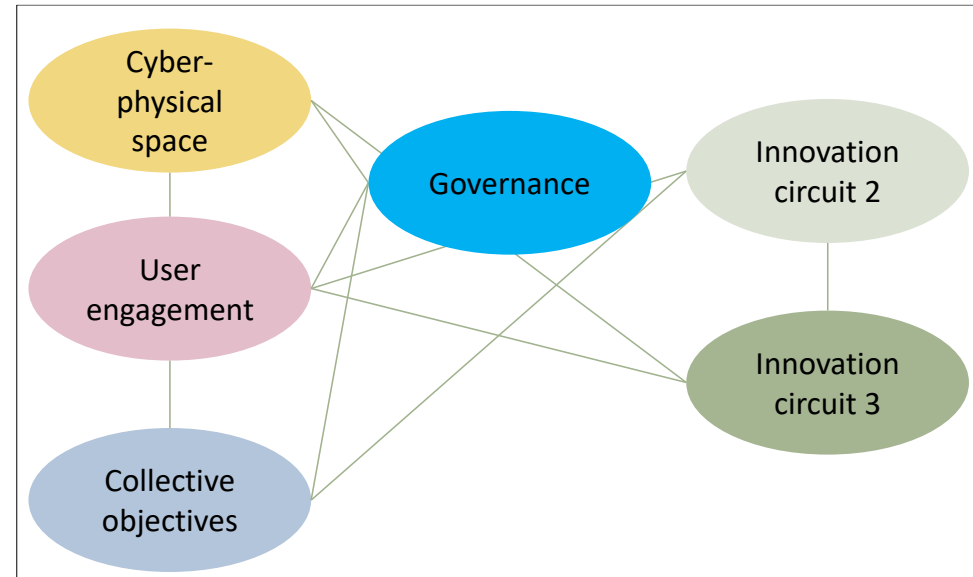 Cyber-
physical
space
Governance
Innovation
circuit 2
User
engagement
Innovation
circuit 3
Collective
objectives